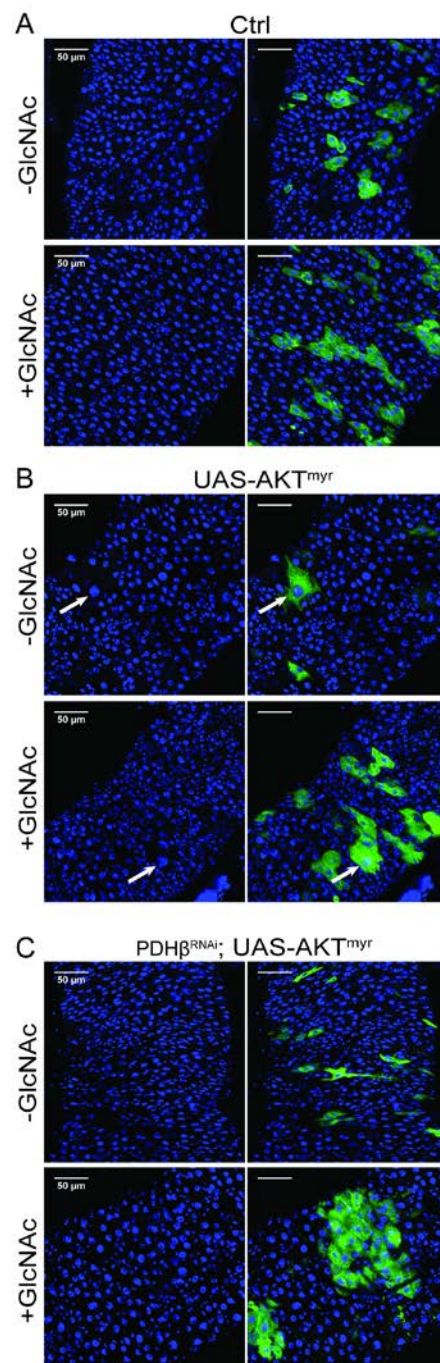 A
Ctrl
-GlcNAc
50 µm
+GlcNAc
50 µm
B
UAS-AKTᵐʸʳ
-GlcNAc
50 µm
+GlcNAc
50 µm
C
PDHβᴿᴺᴬⁱ; UAS-AKTᵐʸʳ
-GlcNAc
50 µm
+GlcNAc
50 µm